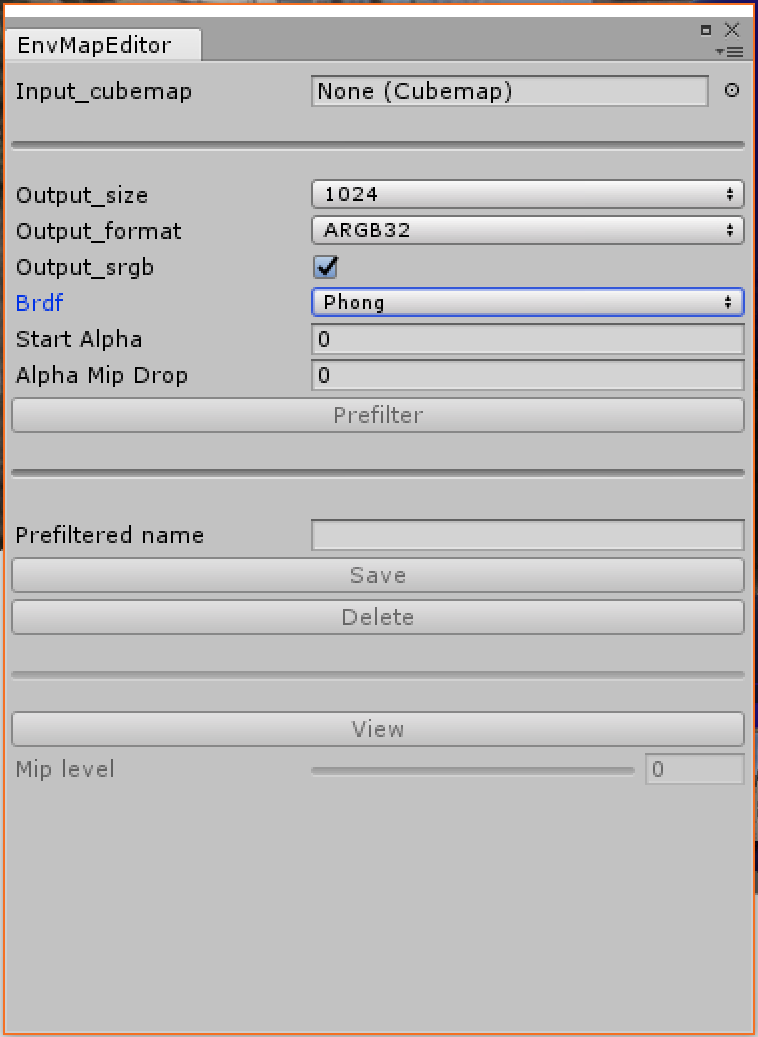 EnvMapEditor
Input_cubemap None (Cubemap)
Output_size 1024
Output_format ARGB32
Output_srgb
Brdf Phong
Start Alpha 0
Alpha Mip Drop 0
Prefilter
Prefiltered name
Save
Delete
View
Mip level 0